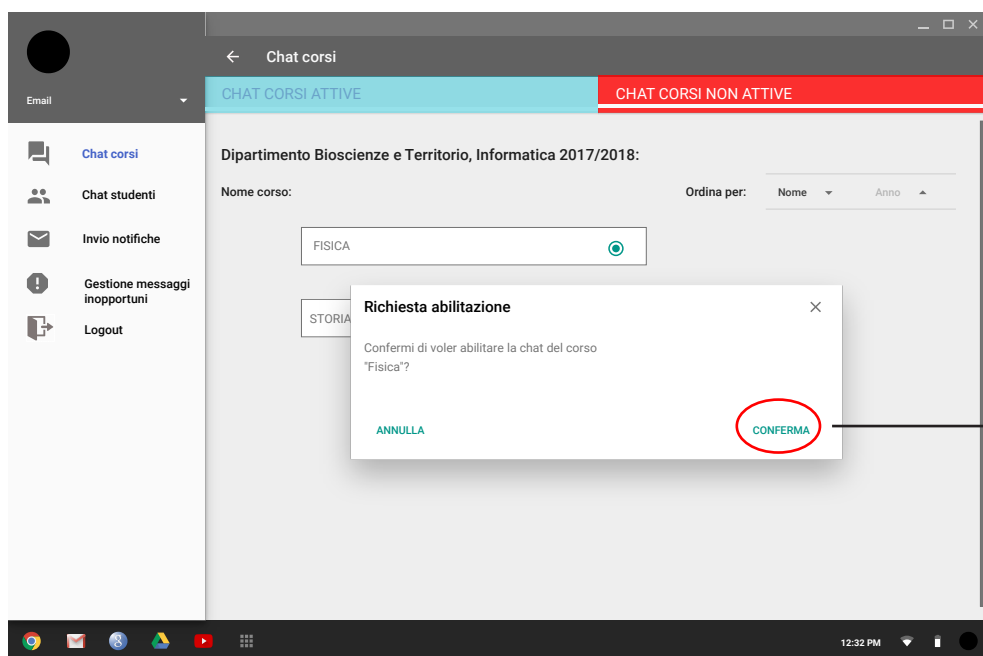 Chat corsi
Email
CHAT CORSI ATTIVE
CHAT CORSI NON ATTIVE
Chat corsi
Chat studenti
Invio notifiche
Gestione messaggi
inopportuni
Logout
Dipartimento Bioscienze e Territorio, Informatica 2017/2018:
Nome corso:
Ordina per:
Nome
Anno
FISICA
STORIA
Richiesta abilitazione
Confermi di voler abilitare la chat del corso
"Fisica"?
ANNULLA
CONFERMA
12:32 PM